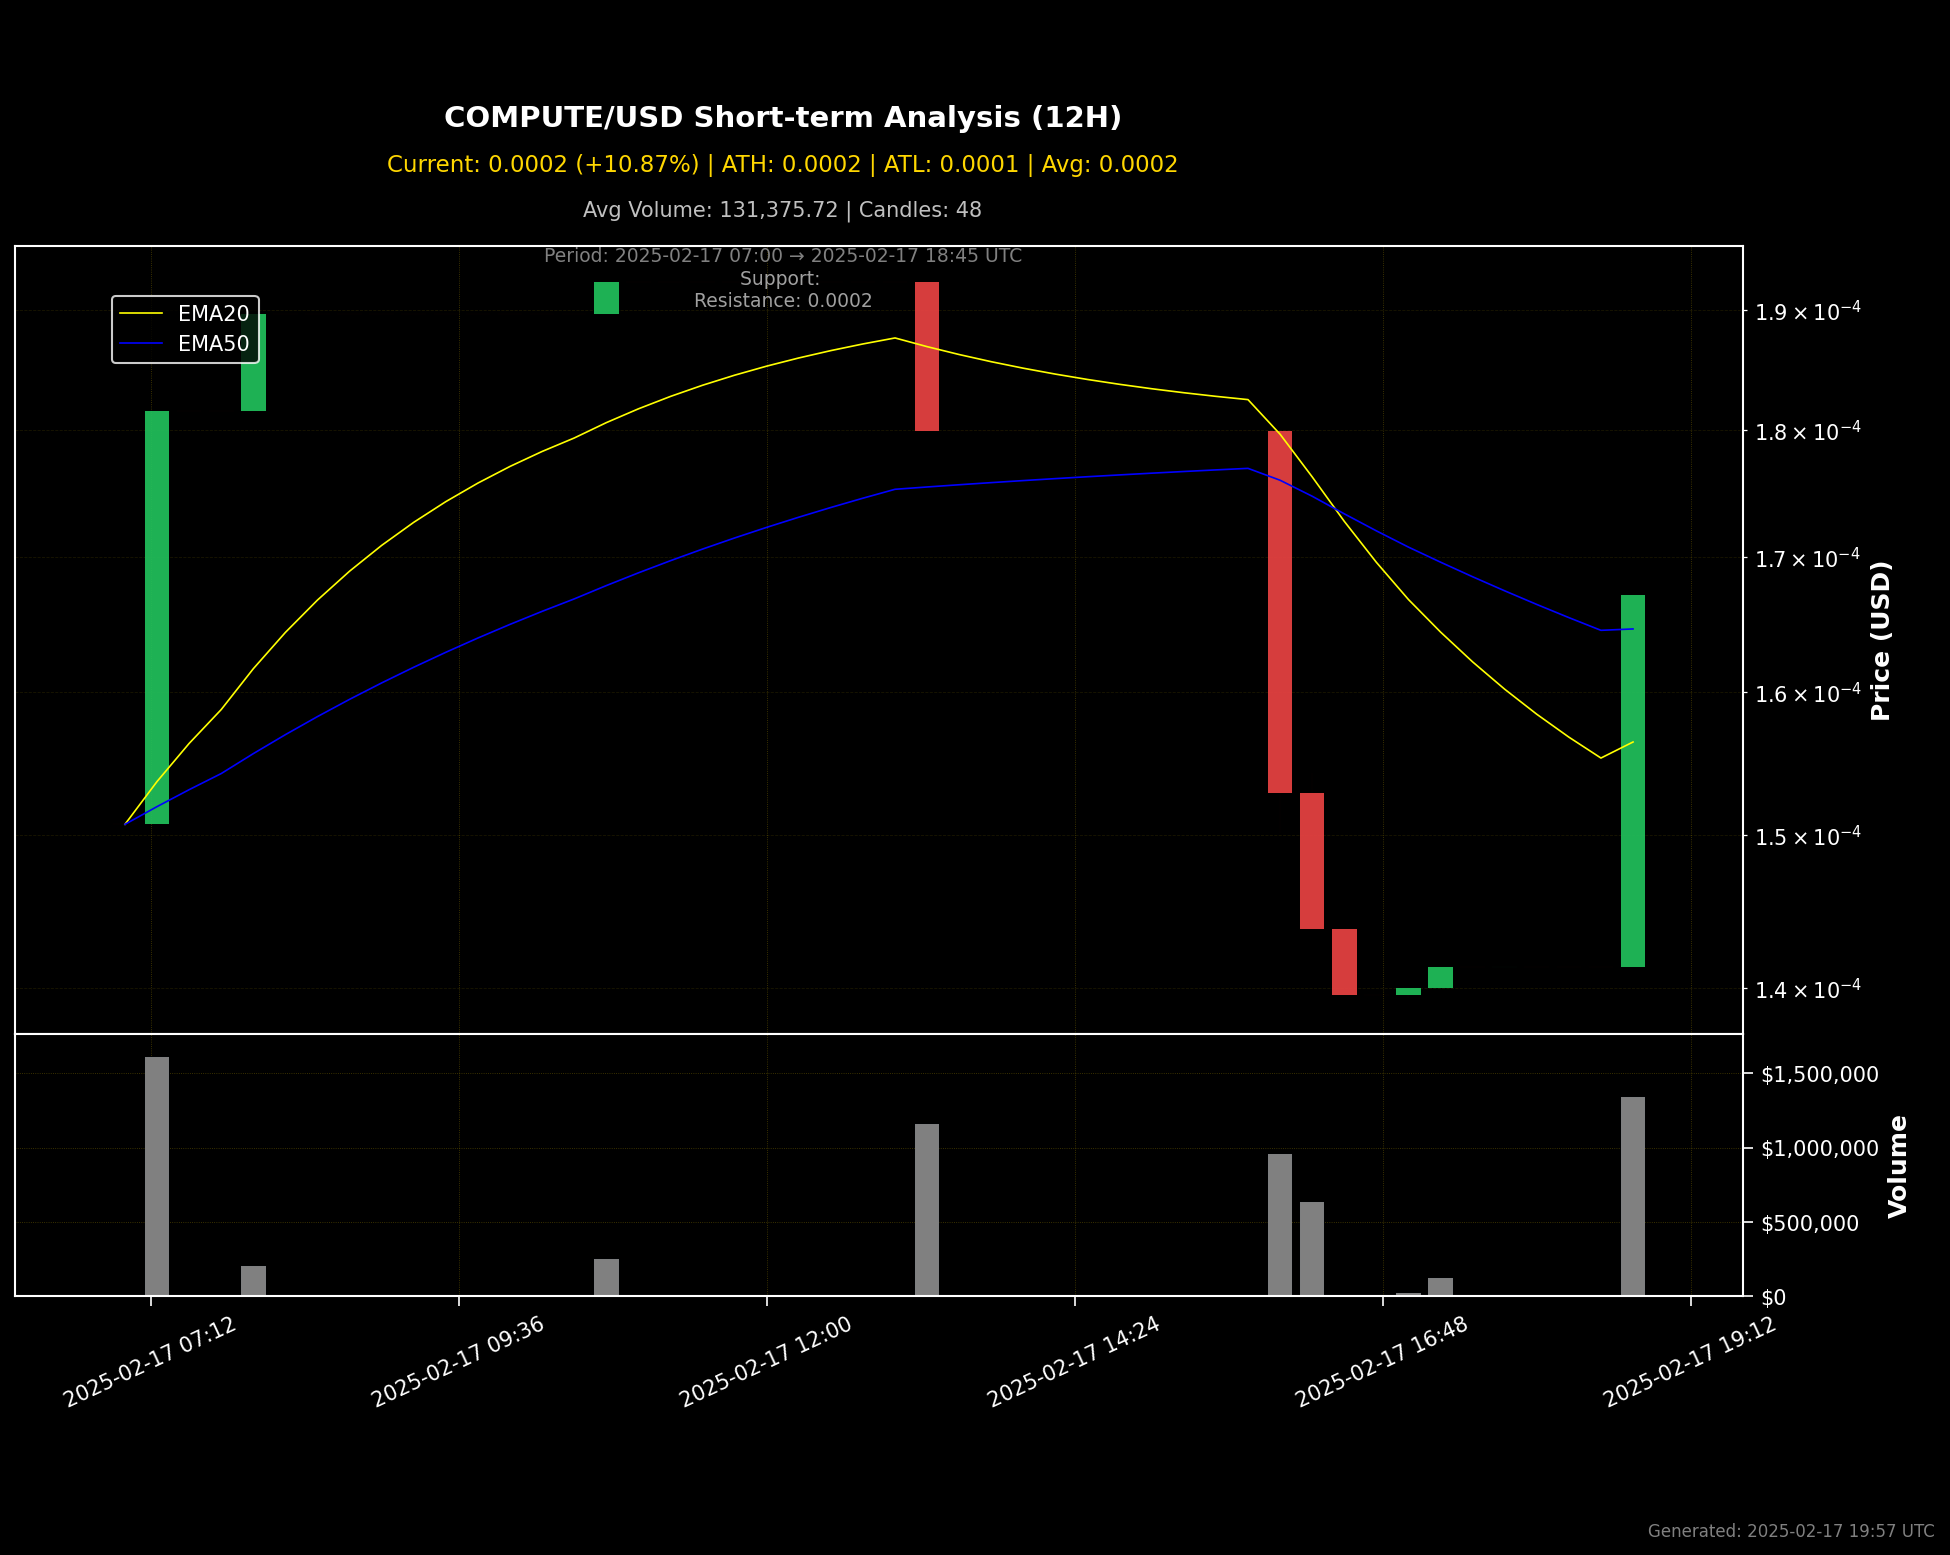 COMPUTE/USD Short-term Analysis (12H)
Current: 0.0002 (+10.87%) | ATH: 0.0002 | ATL: 0.0001 | Avg: 0.0002
Avg Volume: 131,375.72 | Candles: 48
Period: 2025-02-17 07:00 → 2025-02-17 18:45 UTC
Support:
Resistance: 0.0002
EMA20
EMA50
1.9 × 10⁻⁴
1.8 × 10⁻⁴
1.7 × 10⁻⁴
1.6 × 10⁻⁴
1.5 × 10⁻⁴
1.4 × 10⁻⁴
Price (USD)
$1,500,000
$1,000,000
$500,000
$0
Volume
2025-02-17 07:12
2025-02-17 09:36
2025-02-17 12:00
2025-02-17 14:24
2025-02-17 16:48
2025-02-17 19:12
Generated: 2025-02-17 19:57 UTC